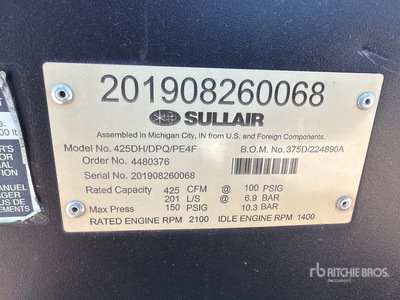 201908260068
SULLAIR
Assembled in Michigan City, IN from U.S. and Foreign Components.
Model No. 425DH/DPQ/PE4F B.O.M. No. 375D/224890A
Order No. 4480376
Serial No. 201908260068
Rated Capacity 425 CFM @ 100 PSIG
201 L/S @ 6.9 BAR
Max Press 150 PSIG 10.3 BAR
RATED ENGINE RPM 2100 IDLE ENGINE RPM 1400
MANUEL
rb RITCHIE BROS.